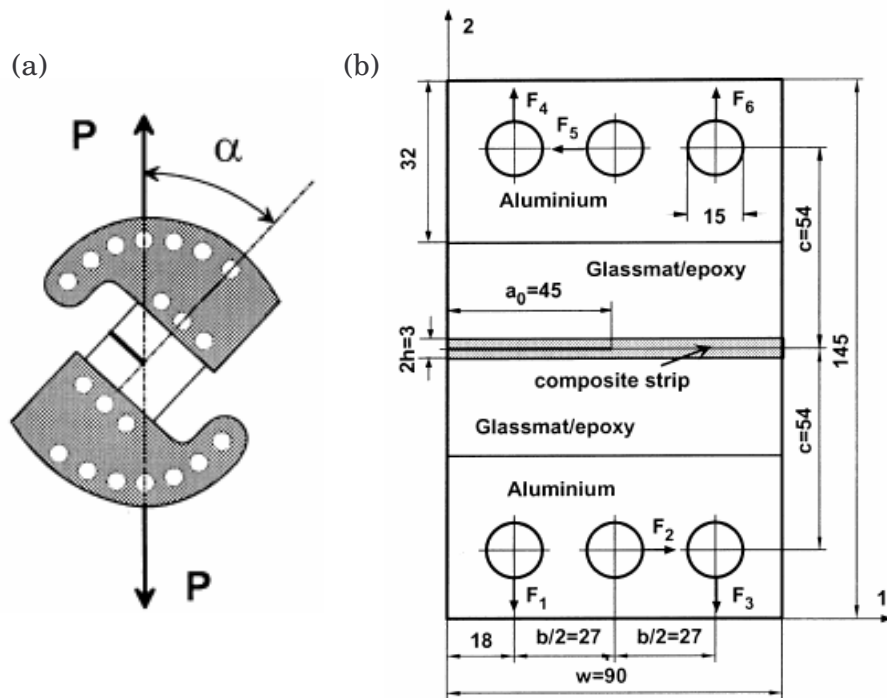 (a)
P
α
P
(b)
2
F4
F5
F6
32
Aluminium
15
c=54
Glassmat/epoxy
a0=45
2h=3
composite strip
145
Glassmat/epoxy
c=54
Aluminium
F2
F1
F3
1
18
b/2=27
b/2=27
w=90